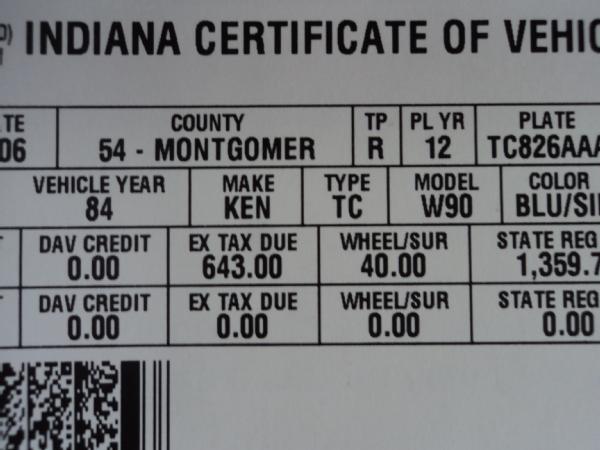 INDIANA CERTIFICATE OF VEHIC
TE COUNTY TP PL YR PLATE
06 54 - MONTGOMER R 12 TC826AAA
VEHICLE YEAR MAKE TYPE MODEL COLOR
84 KEN TC W90 BLU/SI
DAV CREDIT EX TAX DUE WHEEL/SUR STATE REG
0.00 643.00 40.00 1,359.7
DAV CREDIT EX TAX DUE WHEEL/SUR STATE REG
0.00 0.00 0.00 0.00